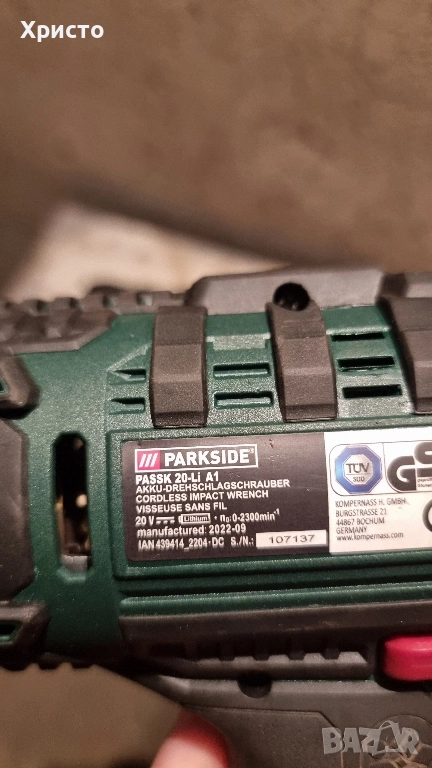 Христо
PARKSIDE®
PASSK 20-Li A1
AKKU-DREHSCHLAGSCHRAUBER
CORDLESS IMPACT WRENCH
VISSEUSE SANS FIL
20 V Lithium • n₀: 0-2300min⁻¹
manufactured: 2022-09
IAN 439414_2204 · DC S./N.: 107137
TÜV
SÜD
GS
KOMPERNASS H. GMBH,
BURGSTRASSE 21
44867 BOCHUM
GERMANY
www.kompernass.com
BAZAR